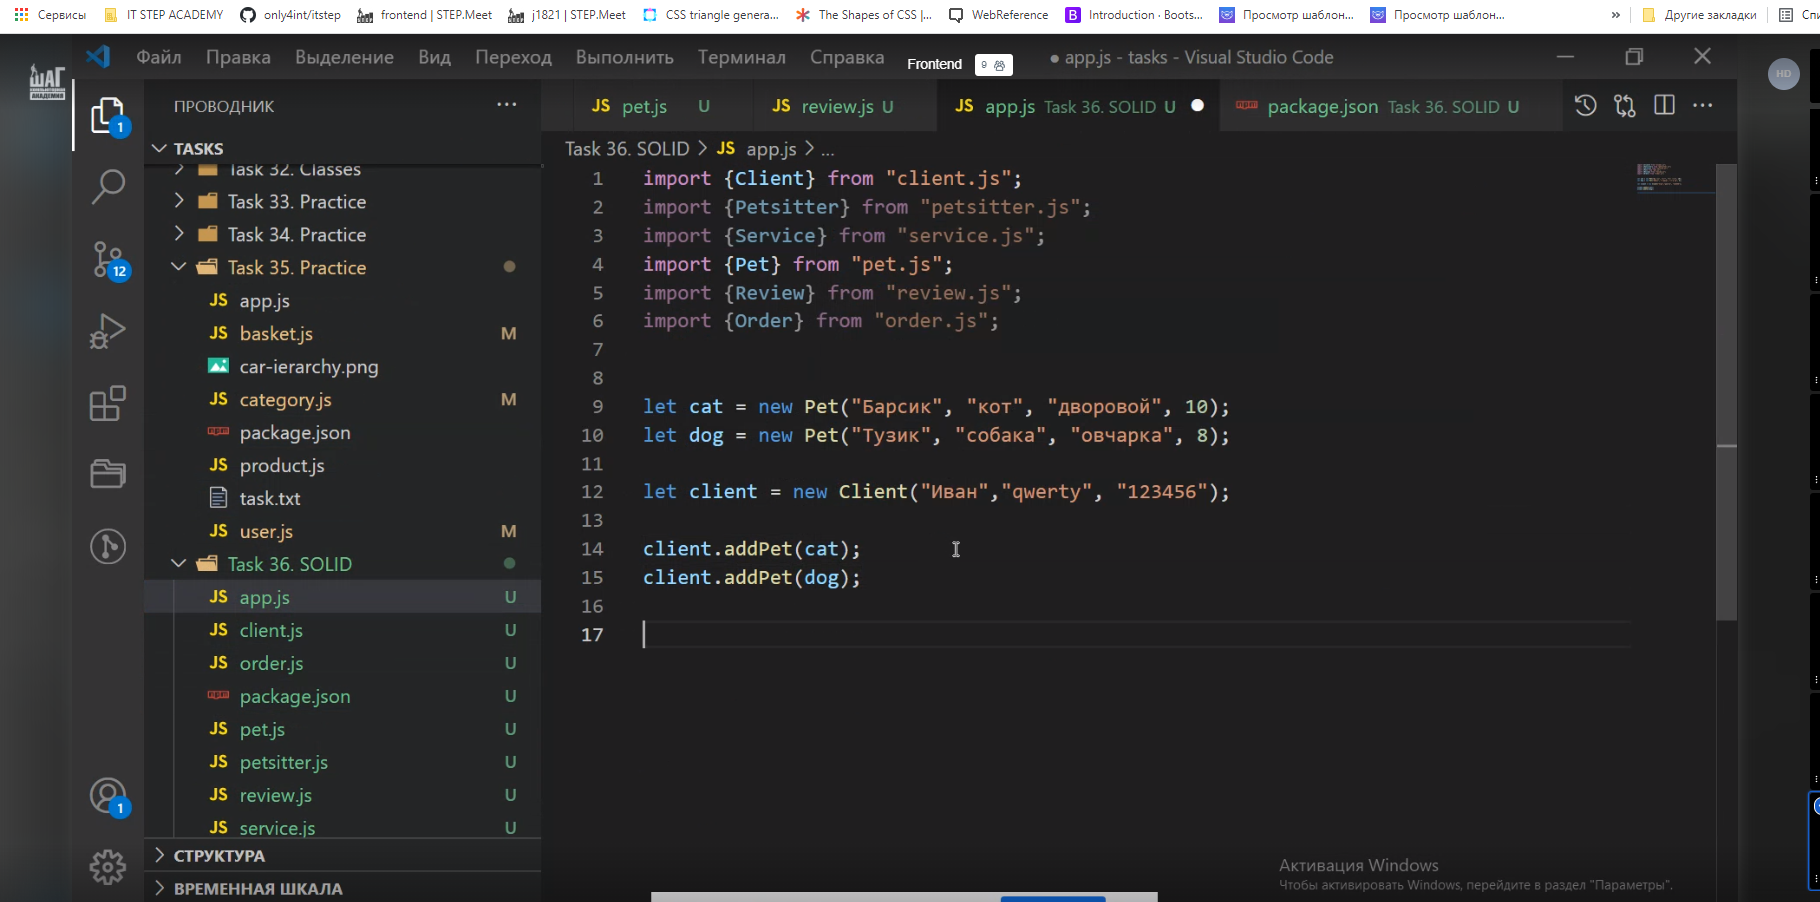 Сервисы IT STEP ACADEMY only4int/itstep frontend | STEP.Meet j1821 | STEP.Meet CSS triangle genera... The Shapes of CSS |... WebReference Introduction · Boots... Просмотр шаблон... Просмотр шаблон... » Другие закладки
Файл Правка Выделение Вид Переход Выполнить Терминал Справка Frontend 9 ● app.js - tasks - Visual Studio Code
ШАГ
HD
ПРОВОДНИК ···
JS pet.js U JS review.js U JS app.js Task 36. SOLID U package.json Task 36. SOLID U ···
1
TASKS
Task 36. SOLID > JS app.js > ...
Task 32. Classes
Task 33. Practice
Task 34. Practice
Task 35. Practice
12
JS app.js
JS basket.js M
car-ierarchy.png
JS category.js M
package.json
JS product.js
task.txt
JS user.js M
Task 36. SOLID
JS app.js U
JS client.js U
JS order.js U
package.json U
JS pet.js U
JS petsitter.js U
JS review.js U
JS service.js U
1
СТРУКТУРА
ВРЕМЕННАЯ ШКАЛА
1 import {Client} from "client.js";
2 import {Petsitter} from "petsitter.js";
3 import {Service} from "service.js";
4 import {Pet} from "pet.js";
5 import {Review} from "review.js";
6 import {Order} from "order.js";
7
8
9 let cat = new Pet("Барсик", "кот", "дворовой", 10);
10 let dog = new Pet("Тузик", "собака", "овчарка", 8);
11
12 let client = new Client("Иван","qwerty", "123456");
13
14 client.addPet(cat);
15 client.addPet(dog);
16
17
Активация Windows
Чтобы активировать Windows, перейдите в раздел "Параметры".